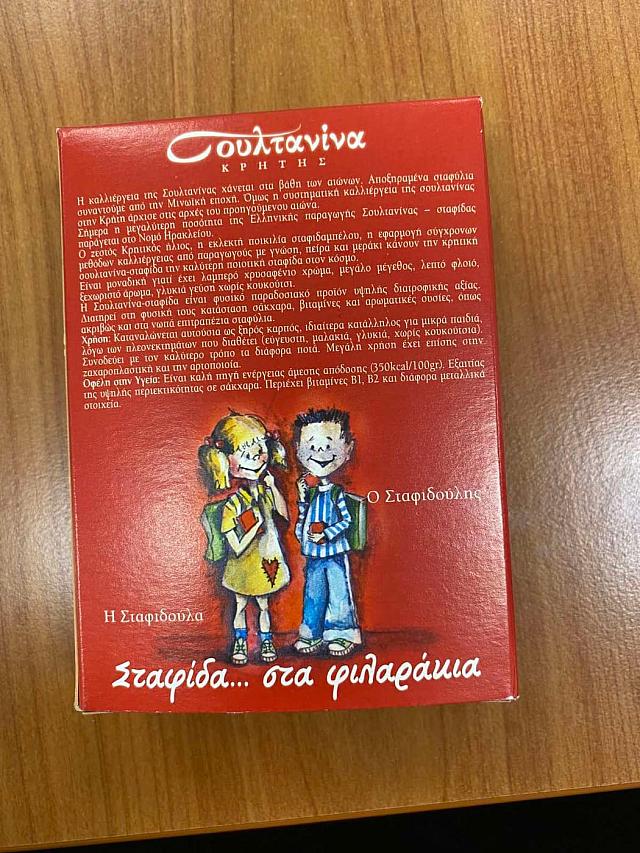 Σουλτανίνα
ΚΡΗΤΗΣ
Η καλλιέργεια της Σουλτανίνας χάνεται στα βάθη των αιώνων. Αποξηραμένα σταφύλια
συναντούμε από την Μινωική εποχή. Όμως η συστηματική καλλιέργεια της σουλτανίνας
στην Κρήτη άρχισε στις αρχές του προηγούμενου αιώνα.
Σήμερα η μεγαλύτερη ποσότητα της Ελληνικής παραγωγής Σουλτανίνας – σταφίδας
παράγεται στο Νομό Ηρακλείου.
Ο ζεστός Κρητικός ήλιος, η εκλεκτή ποικιλία σταφιδαμπέλου, η εφαρμογή σύγχρονων
μεθόδων καλλιέργειας από παραγωγούς με γνώση, πείρα και μεράκι κάνουν την κρητική
σουλτανίνα-σταφίδα την καλύτερη ποιοτική σταφίδα στον κόσμο.
Είναι μοναδική γιατί έχει λαμπερό χρυσαφένιο χρώμα, μεγάλο μέγεθος, λεπτό φλοιό,
ξεχωριστό άρωμα, γλυκιά γεύση χωρίς κουκούτσι.
Η Σουλτανίνα-σταφίδα είναι φυσικό παραδοσιακό προϊόν υψηλής διατροφικής αξίας.
Διατηρεί στη φυσική τους κατάσταση σάκχαρα, βιταμίνες και αρωματικές ουσίες, όπως
ακριβώς και στα νωπά επιτραπέζια σταφύλια.
Χρήση: Καταναλώνεται αυτούσια ως ξηρός καρπός, ιδιαίτερα κατάλληλος για μικρά παιδιά,
λόγω των πλεονεκτημάτων που διαθέτει (εύγευστη, μαλακιά, γλυκιά, χωρίς κουκούτσια).
Συνοδεύει με τον καλύτερο τρόπο τα διάφορα ποτά. Μεγάλη χρήση έχει επίσης στην
ζαχαροπλαστική και την αρτοποιία.
Οφέλη στην Υγεία: Είναι καλή πηγή ενέργειας άμεσης απόδοσης (350kcal/100gr). Εξαιτίας
της υψηλής περιεκτικότητας σε σάκχαρα. Περιέχει βιταμίνες Β1, Β2 και διάφορα μεταλλικά
στοιχεία.
Ο Σταφιδούλης
Η Σταφιδούλα
Σταφίδα... στα φιλαράκια